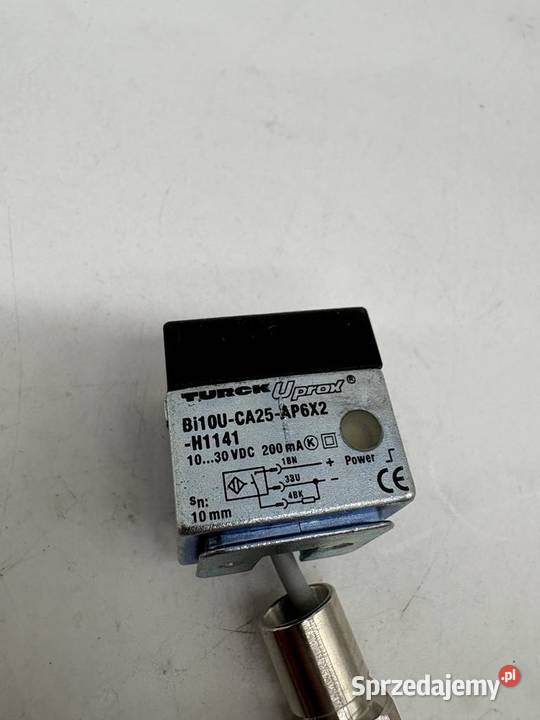 TURCK Uprox®
Bi10U-CA25-AP6X2
-H1141
10...30 VDC 200 mA K
1BN + Power
3BU -
4BK
CE
sn:
10 mm
Sprzedajemy.pl